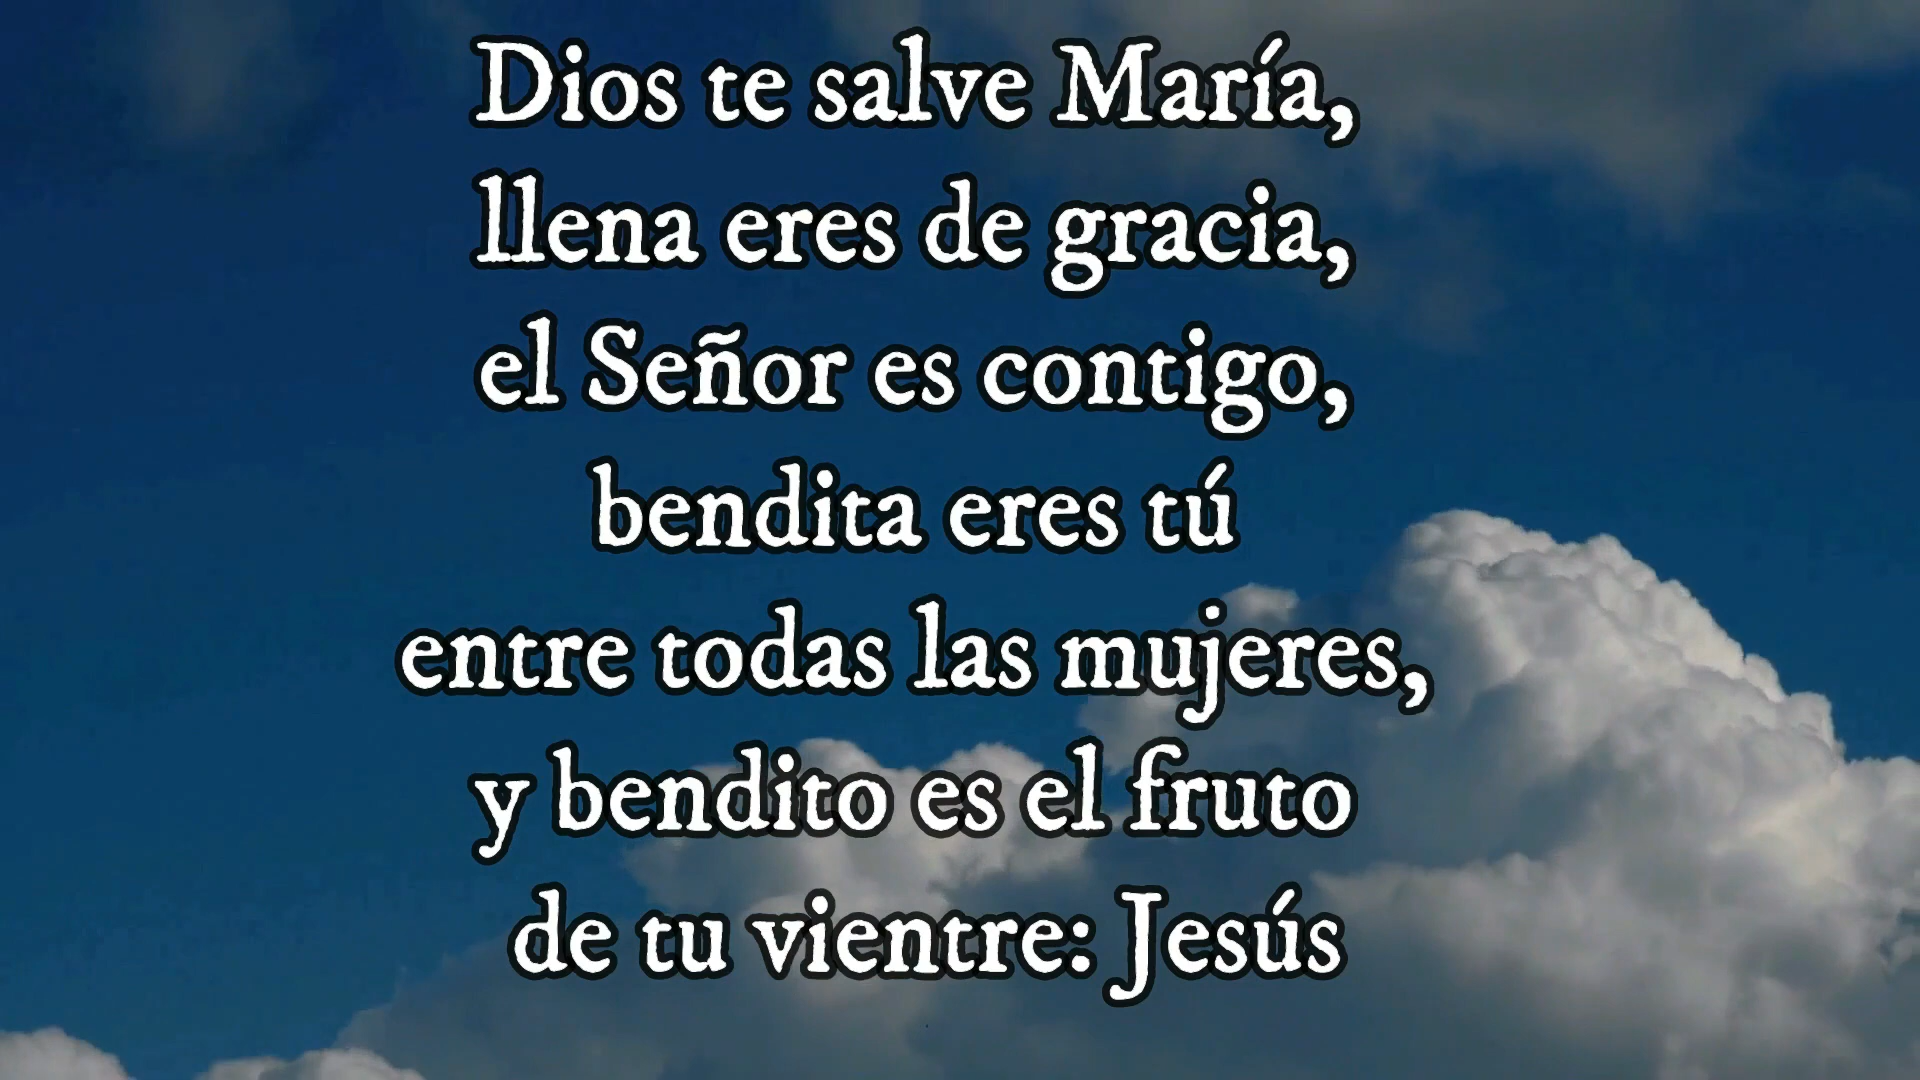 Dios te salve María,
llena eres de gracia,
el Señor es contigo,
bendita eres tú
entre todas las mujeres,
y bendito es el fruto
de tu vientre: Jesús